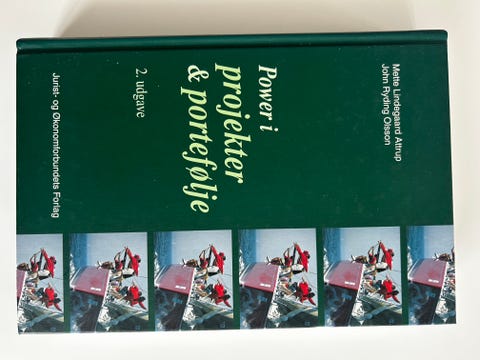 Mette Lindegaard Attrup
John Ryding Olsson
Power i
projekter
& portefølje
2. udgave
Jurist- og Økonomforbundets Forlag